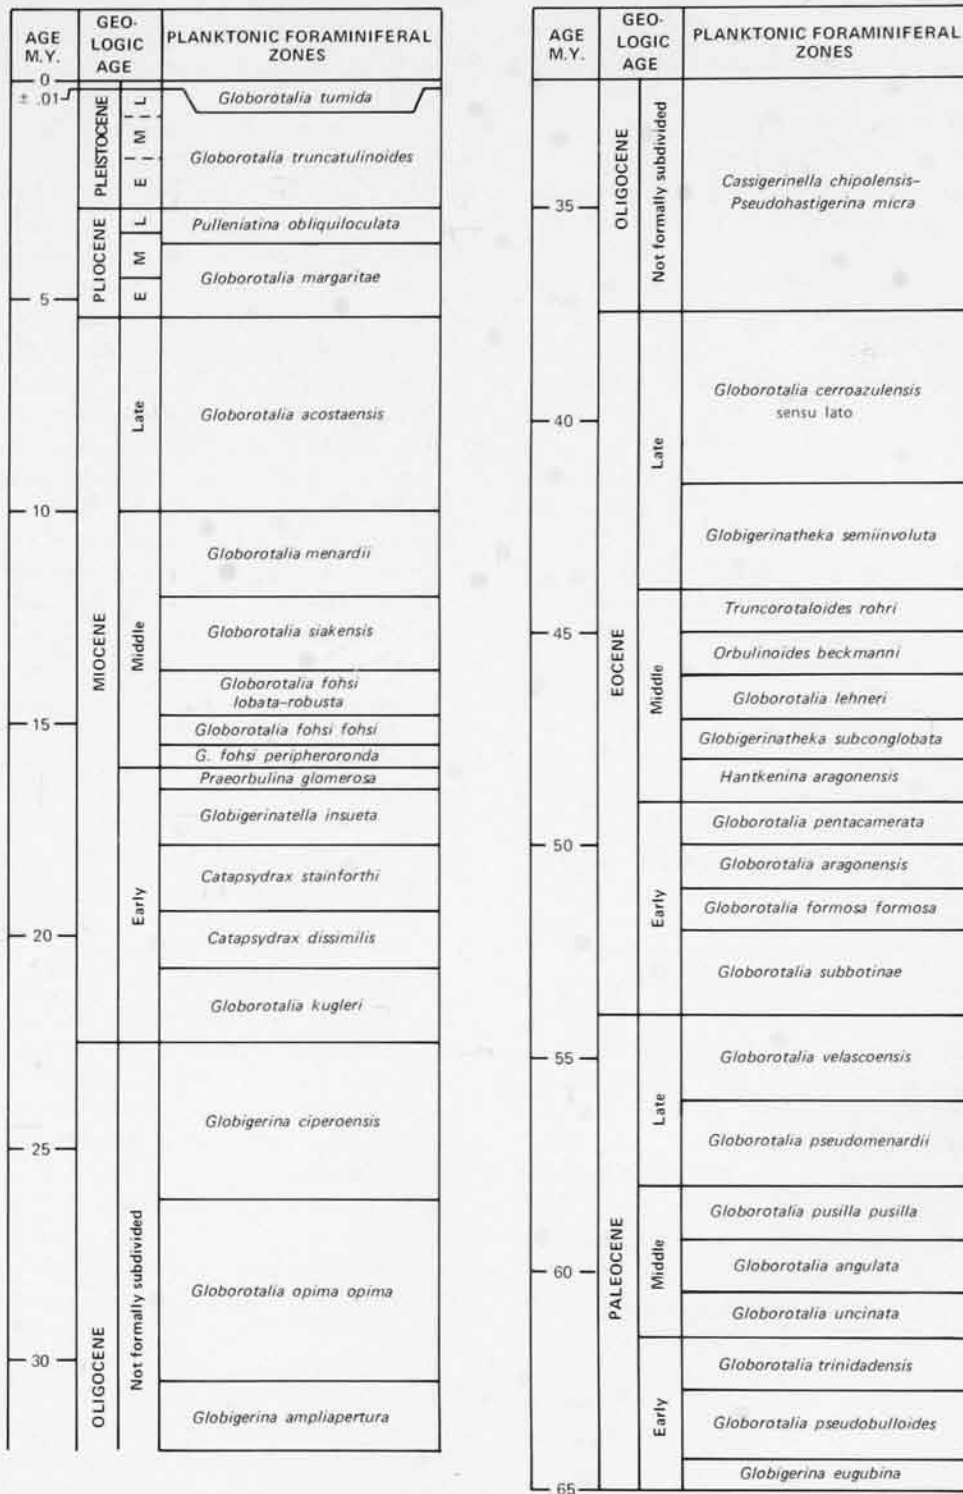 AGE
M.Y.
GEO-
LOGIC
AGE
PLANKTONIC FORAMINIFERAL
ZONES
0
± .01
PLEISTOCENE
L
M
E
Globorotalia tumida
Globorotalia truncatulinoides
PLIOCENE
L
M
E
Pulleniatina obliquiloculata
Globorotalia margaritae
5
MIOCENE
Late
Globorotalia acostaensis
10
Middle
Globorotalia menardii
Globorotalia siakensis
Globorotalia fohsi
lobata–robusta
15
Globorotalia fohsi fohsi
G. fohsi peripheroronda
Early
Praeorbulina glomerosa
Globigerinatella insueta
Catapsydrax stainforthi
20
Catapsydrax dissimilis
Globorotalia kugleri
OLIGOCENE
Not formally subdivided
Globigerina ciperoensis
25
Globorotalia opima opima
30
Globigerina ampliapertura
AGE
M.Y.
GEO-
LOGIC
AGE
PLANKTONIC FORAMINIFERAL
ZONES
OLIGOCENE
Not formally subdivided
Cassigerinella chipolensis–
Pseudohastigerina micra
35
EOCENE
Late
Globorotalia cerroazulensis
sensu lato
40
Globigerinatheka semiinvoluta
Middle
Truncorotaloides rohri
45
Orbulinoides beckmanni
Globorotalia lehneri
Globigerinatheka subconglobata
Hantkenina aragonensis
Early
Globorotalia pentacamerata
50
Globorotalia aragonensis
Globorotalia formosa formosa
Globorotalia subbotinae
PALEOCENE
Late
Globorotalia velascoensis
55
Globorotalia pseudomenardii
Middle
Globorotalia pusilla pusilla
Globorotalia angulata
60
Globorotalia uncinata
Early
Globorotalia trinidadensis
Globorotalia pseudobulloides
Globigerina eugubina
65